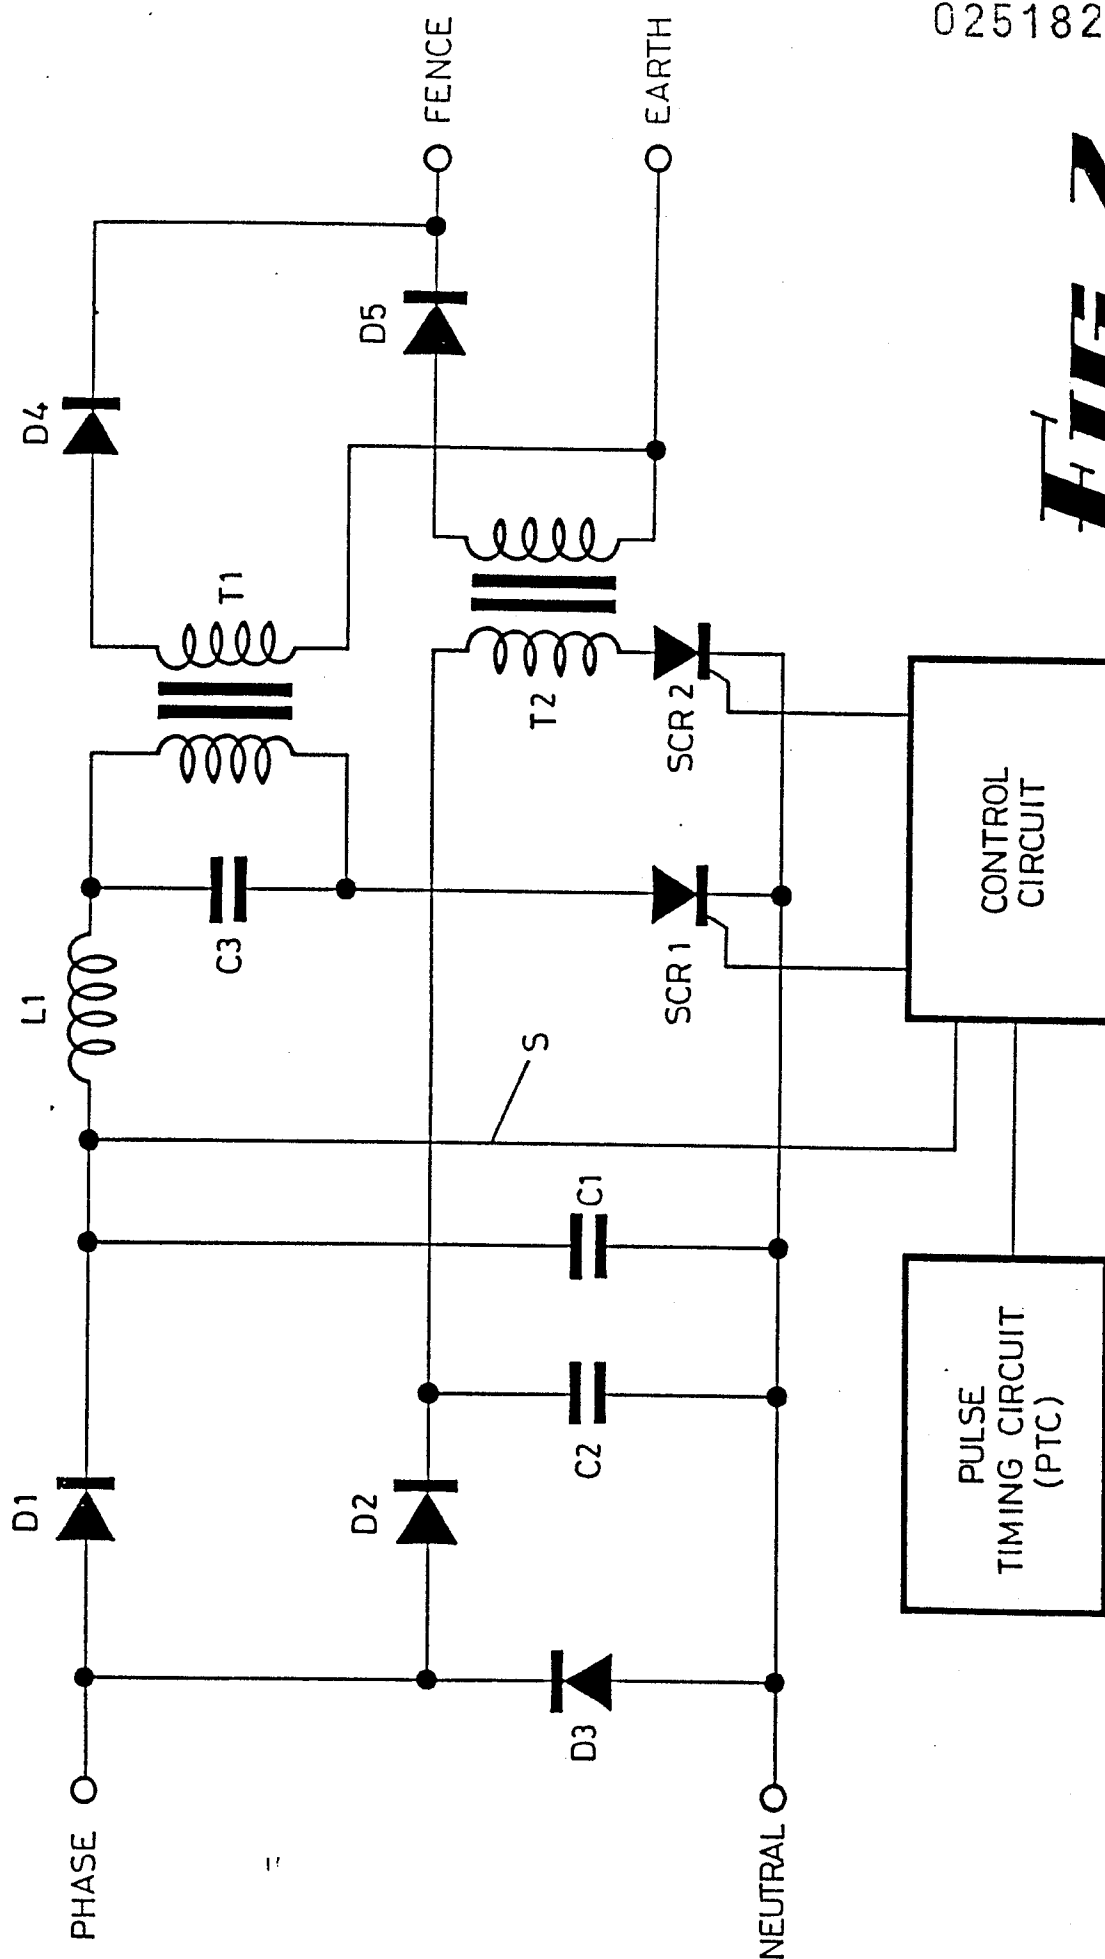 025182
PHASE
NEUTRAL
D1
D2
D3
C2
C1
S
L1
C3
T1
T2
SCR 1
SCR 2
D4
D5
FENCE
EARTH
PULSE
TIMING CIRCUIT
(PTC)
CONTROL
CIRCUIT